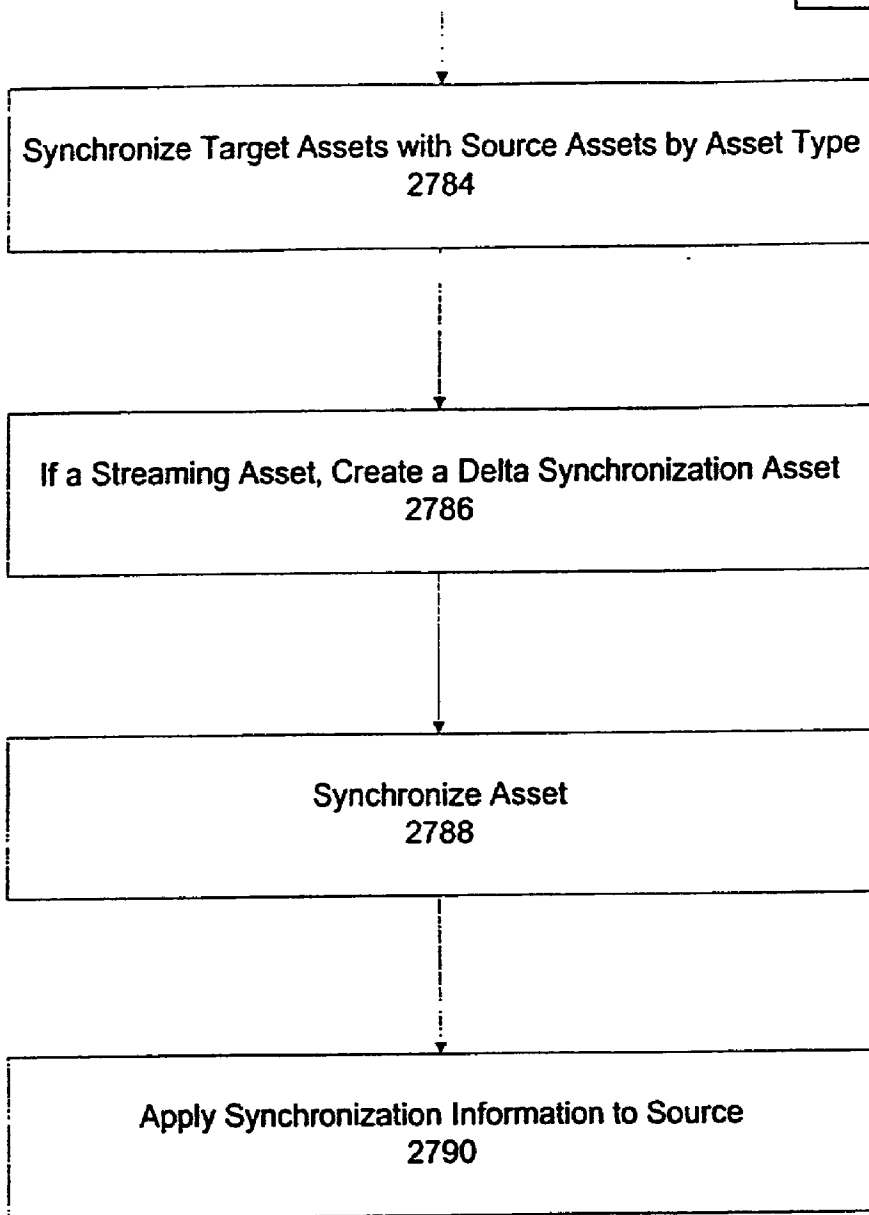 Synchronize Target Assets with Source Assets by Asset Type
2784
If a Streaming Asset, Create a Delta Synchronization Asset
2786
Synchronize Asset
2788
Apply Synchronization Information to Source
2790